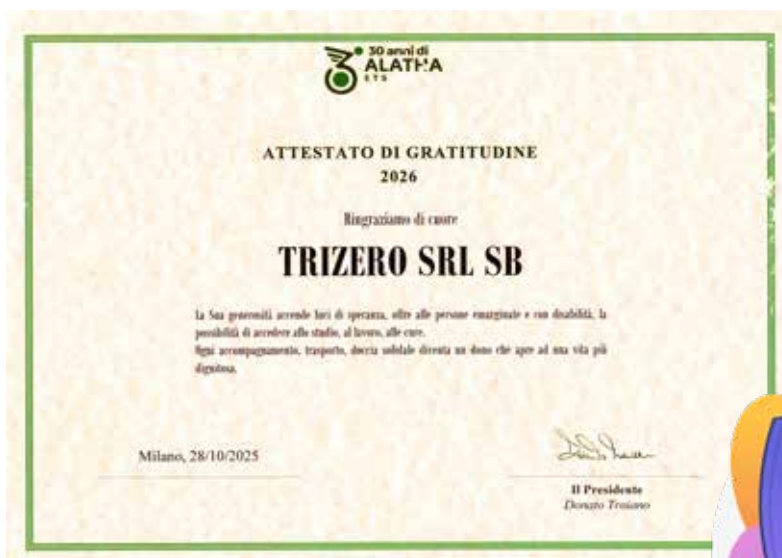 30 anni di
ALATHA
ETS
ATTESTATO DI GRATITUDINE
2026
Ringraziamo di cuore
TRIZERO SRL SB
La Sua generosità accende luci di speranza, offre alle persone emarginate e con disabilità, la
possibilità di accedere allo studio, al lavoro, alle cure.
Ogni accompagnamento, trasporto, doccia solidale diventa un dono che apre ad una vita più
dignitosa.
Milano, 28/10/2025
Il Presidente
Donato Troiano